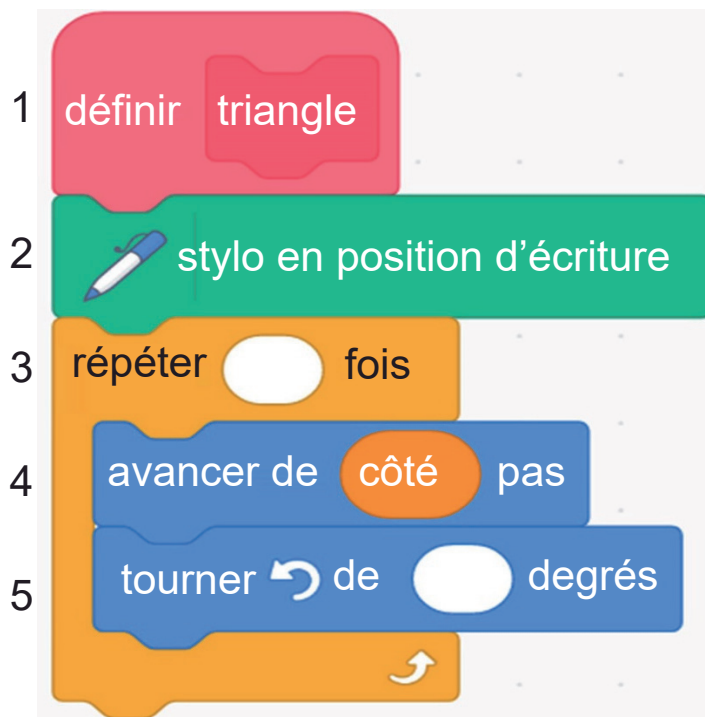 1 définir triangle
2 stylo en position d’écriture
3 répéter fois
4 avancer de côté pas
5 tourner de degrés